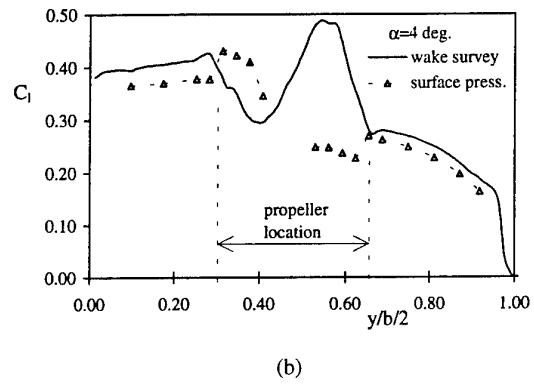 0.50
0.40
0.30
0.20
0.10
0.00
Cl
α=4 deg.
wake survey
surface press.
propeller
location
0.00 0.20 0.40 0.60 0.80 1.00
y/b/2
(b)